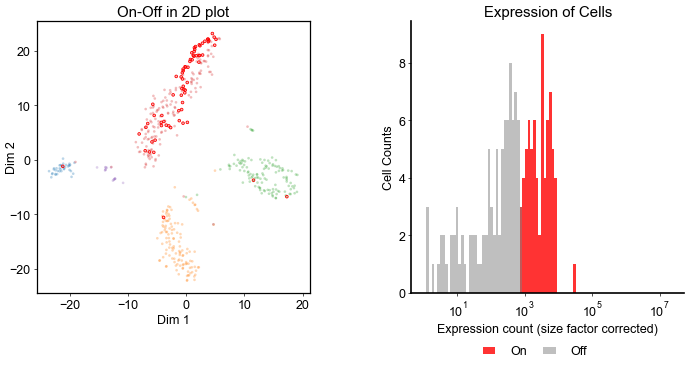 On-Off in 2D plot
20
10
0
−10
−20
Dim 2
−20 −10 0 10 20
Dim 1
Expression of Cells
8
6
4
2
0
Cell Counts
10^1 10^3 10^5 10^7
Expression count (size factor corrected)
On Off